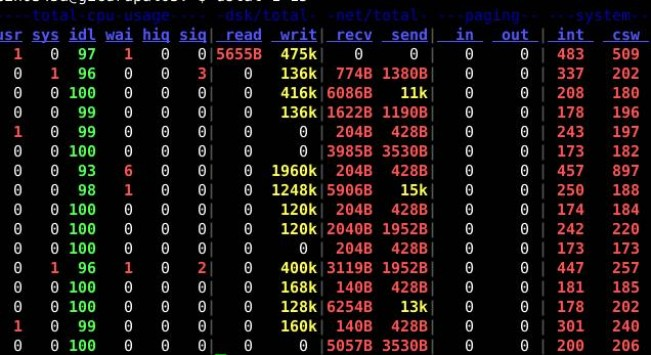 ----total-cpu-usage---- -dsk/total- -net/total- ---paging-- ---system--
usr sys idl wai hiq siq| read  writ| recv  send|  in   out | int   csw
1   0  97   1   0   0|5655B  475k|   0     0 |   0     0 | 483   509
0   1  96   0   0   3|   0   136k| 774B 1380B|   0     0 | 337   202
0   0 100   0   0   0|   0   416k|6086B   11k|   0     0 | 208   180
0   0  99   0   0   0|   0   136k|1622B 1190B|   0     0 | 178   196
1   0  99   0   0   0|   0     0 | 204B  428B|   0     0 | 243   197
0   0 100   0   0   0|   0     0 |3985B 3530B|   0     0 | 173   182
0   0  93   6   0   0|   0  1960k| 204B  428B|   0     0 | 457   897
0   0  98   1   0   0|   0  1248k|5906B   15k|   0     0 | 250   188
0   0 100   0   0   0|   0   120k| 204B  428B|   0     0 | 174   184
0   0 100   0   0   0|   0   120k|2040B 1952B|   0     0 | 242   220
0   0 100   0   0   0|   0     0 | 204B  428B|   0     0 | 173   173
0   1  96   1   0   2|   0   400k|3119B 1952B|   0     0 | 447   257
0   0 100   0   0   0|   0   168k| 140B  428B|   0     0 | 181   185
0   0 100   0   0   0|   0   128k|6254B   13k|   0     0 | 178   202
1   0  99   0   0   0|   0   160k| 140B  428B|   0     0 | 301   240
0   0 100   0   0   0|   0     0 |5057B 3530B|   0     0 | 200   206